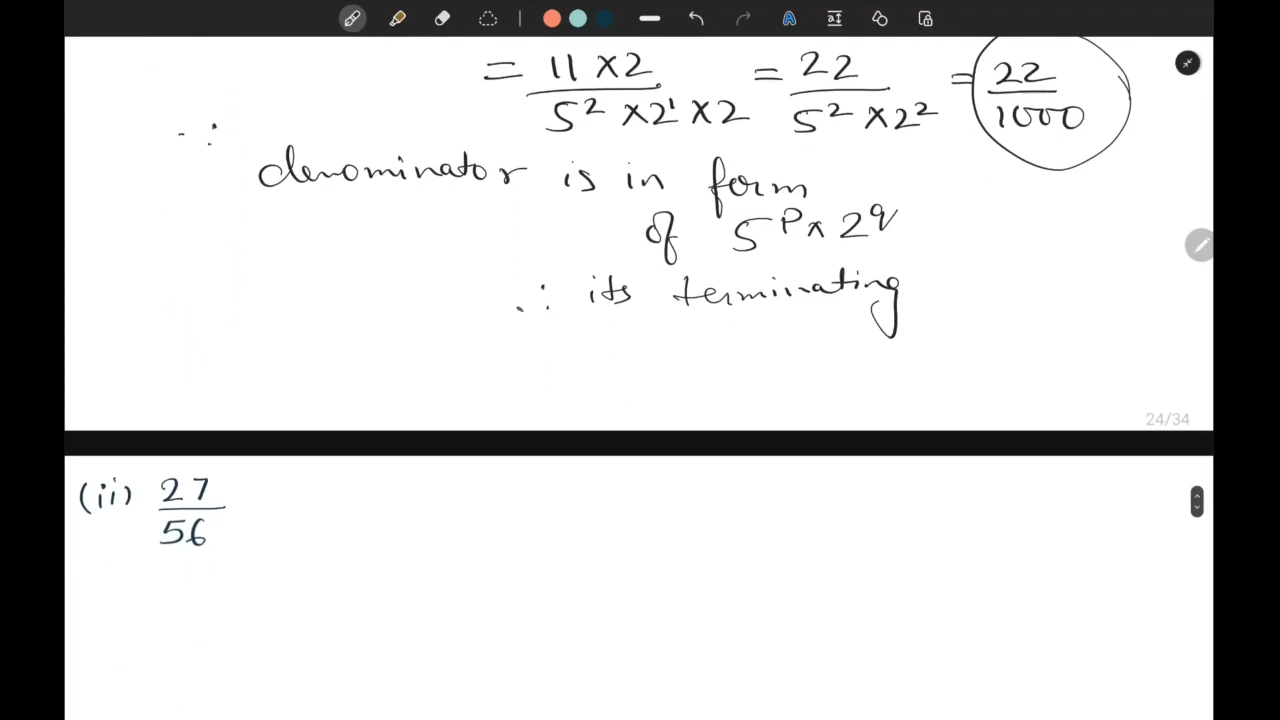 = 11 × 2 / 5² × 2¹ × 2 = 22 / 5² × 2² = 22 / 1000
∵ denominator is in form
of 5^p × 2^q
∴ its terminating
24/34
(ii) 27 / 56